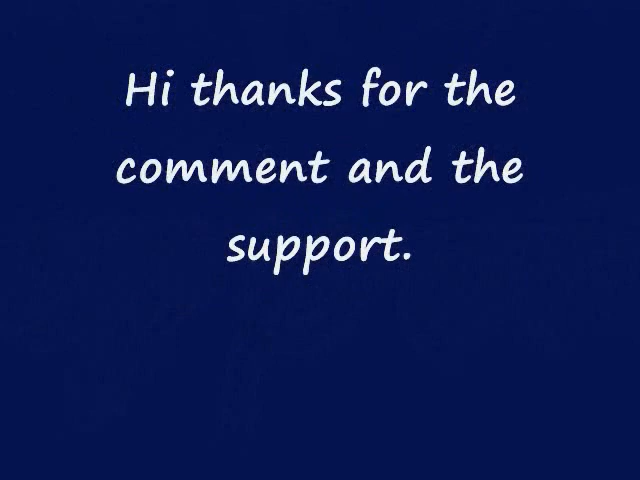 Hi thanks for the
comment and the
support.